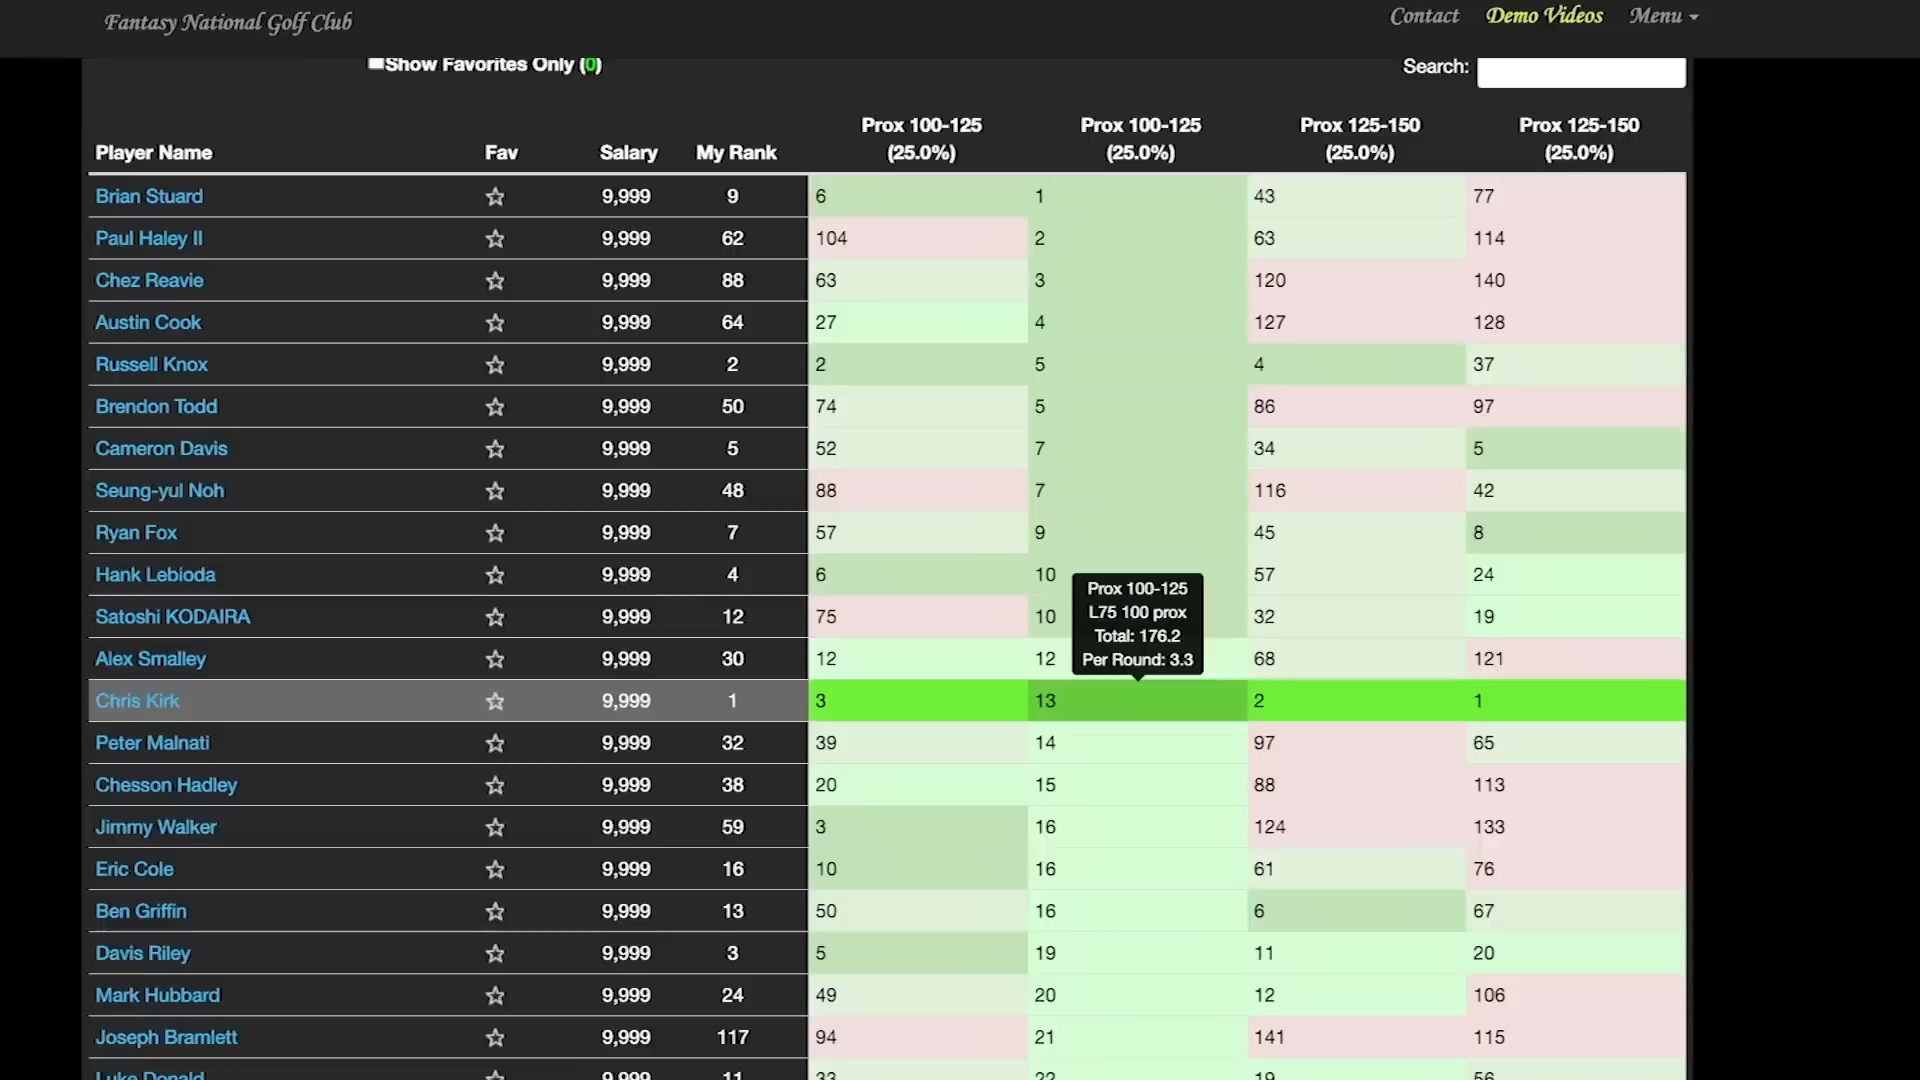 Fantasy National Golf Club
Contact Demo Videos Menu
Show Favorites Only (0)
Search:
Player Name Fav Salary My Rank Prox 100-125 (25.0%) Prox 100-125 (25.0%) Prox 125-150 (25.0%) Prox 125-150 (25.0%)
Brian Stuard 9,999 9 6 1 43 77
Paul Haley II 9,999 62 104 2 63 114
Chez Reavie 9,999 88 63 3 120 140
Austin Cook 9,999 64 27 4 127 128
Russell Knox 9,999 2 2 5 4 37
Brendon Todd 9,999 50 74 5 86 97
Cameron Davis 9,999 5 52 7 34 5
Seung-yul Noh 9,999 48 88 7 116 42
Ryan Fox 9,999 7 57 9 45 8
Hank Lebioda 9,999 4 6 10 57 24
Satoshi KODAIRA 9,999 12 75 10 32 19
Prox 100-125
L75 100 prox
Total: 176.2
Per Round: 3.3
Alex Smalley 9,999 30 12 12 68 121
Chris Kirk 9,999 1 3 13 2 1
Peter Malnati 9,999 32 39 14 97 65
Chesson Hadley 9,999 38 20 15 88 113
Jimmy Walker 9,999 59 3 16 124 133
Eric Cole 9,999 16 10 16 61 76
Ben Griffin 9,999 13 50 16 6 67
Davis Riley 9,999 3 5 19 11 20
Mark Hubbard 9,999 24 49 20 12 106
Joseph Bramlett 9,999 117 94 21 141 115
Luke Donald 9,999 11 33 22 19 56